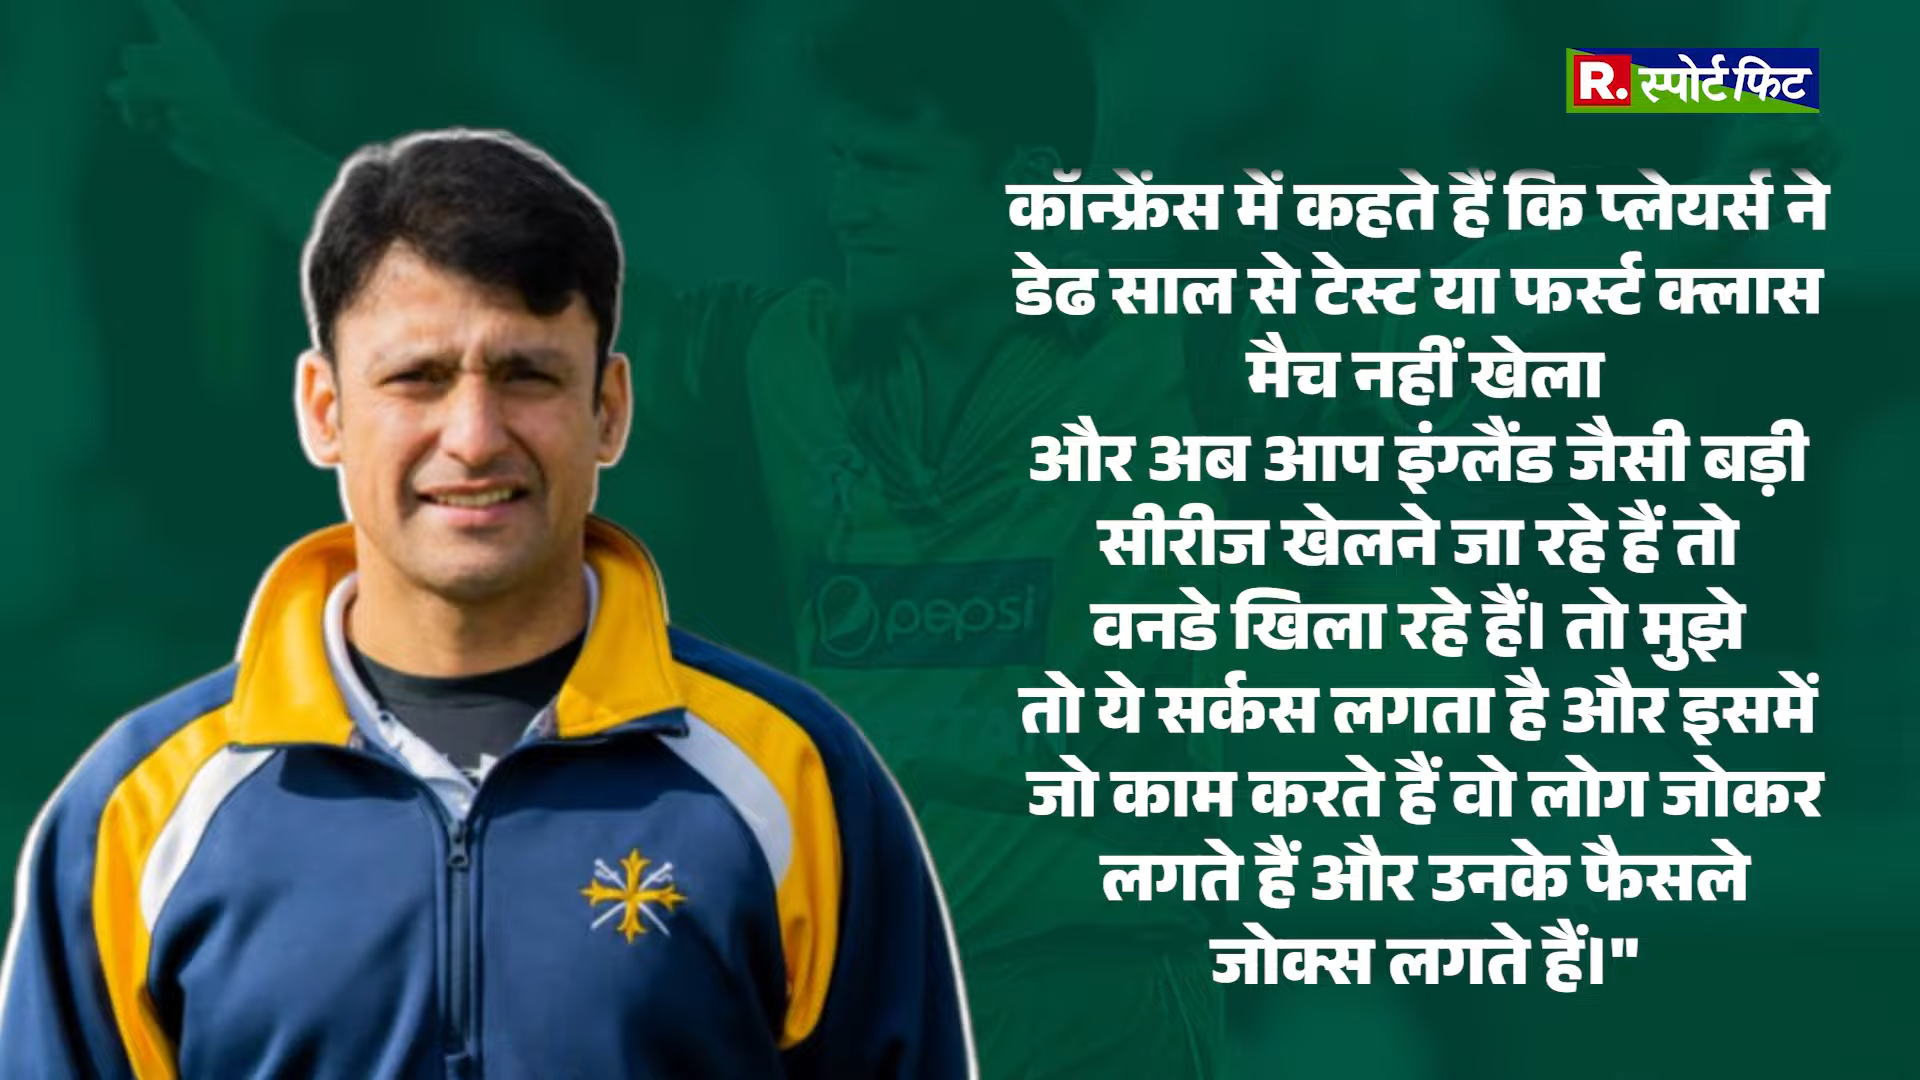 R. स्पोर्ट फिट
कॉन्फ्रेंस में कहते हैं कि प्लेयर्स ने
डेढ साल से टेस्ट या फर्स्ट क्लास
मैच नहीं खेला
और अब आप इंग्लैंड जैसी बड़ी
सीरीज खेलने जा रहे हैं तो
वनडे खिला रहे हैं। तो मुझे
तो ये सर्कस लगता है और इसमें
जो काम करते हैं वो लोग जोकर
लगते हैं और उनके फैसले
जोक्स लगते हैं।"
pepsi